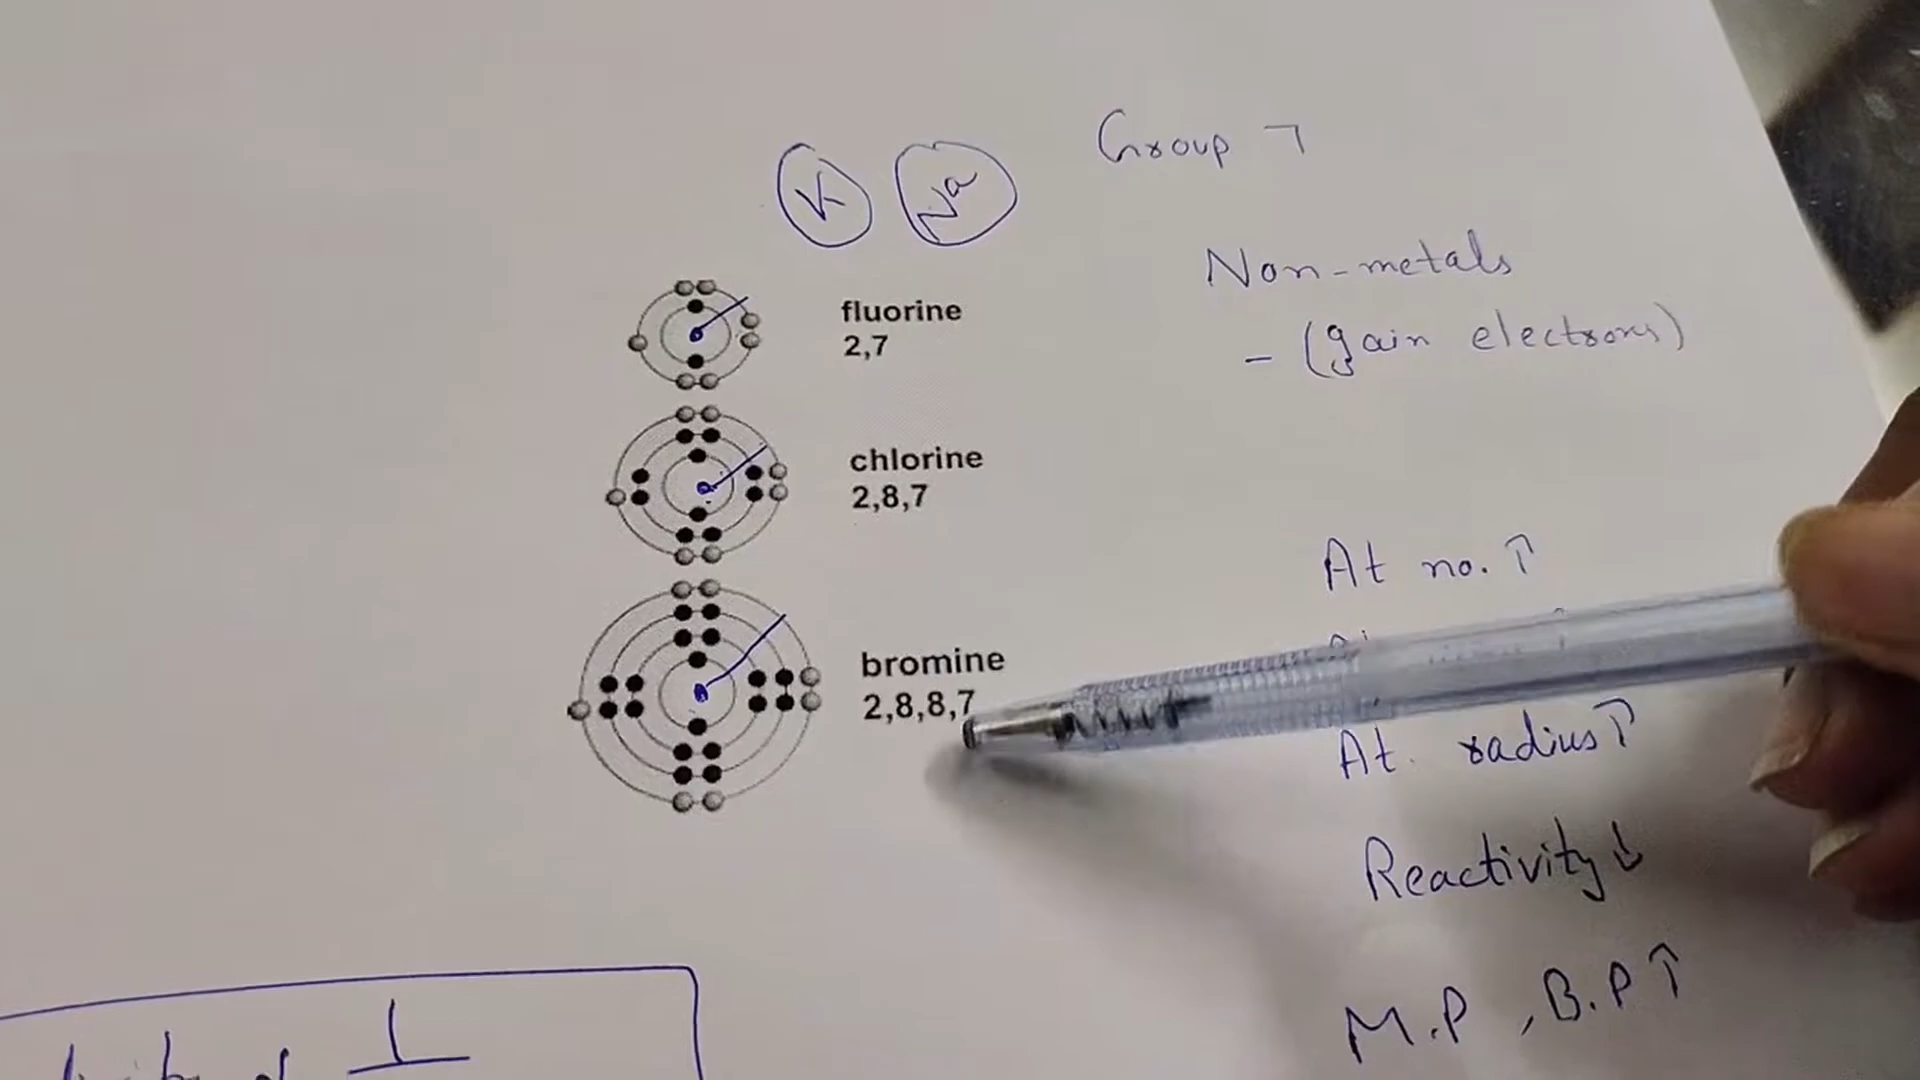 Group 7
K Na
Non-metals
- (gain electrons)
fluorine
2,7
chlorine
2,8,7
At no. ↑
bromine
2,8,8,7
At. radius ↑
Reactivity ↓
M.P , B.P ↑